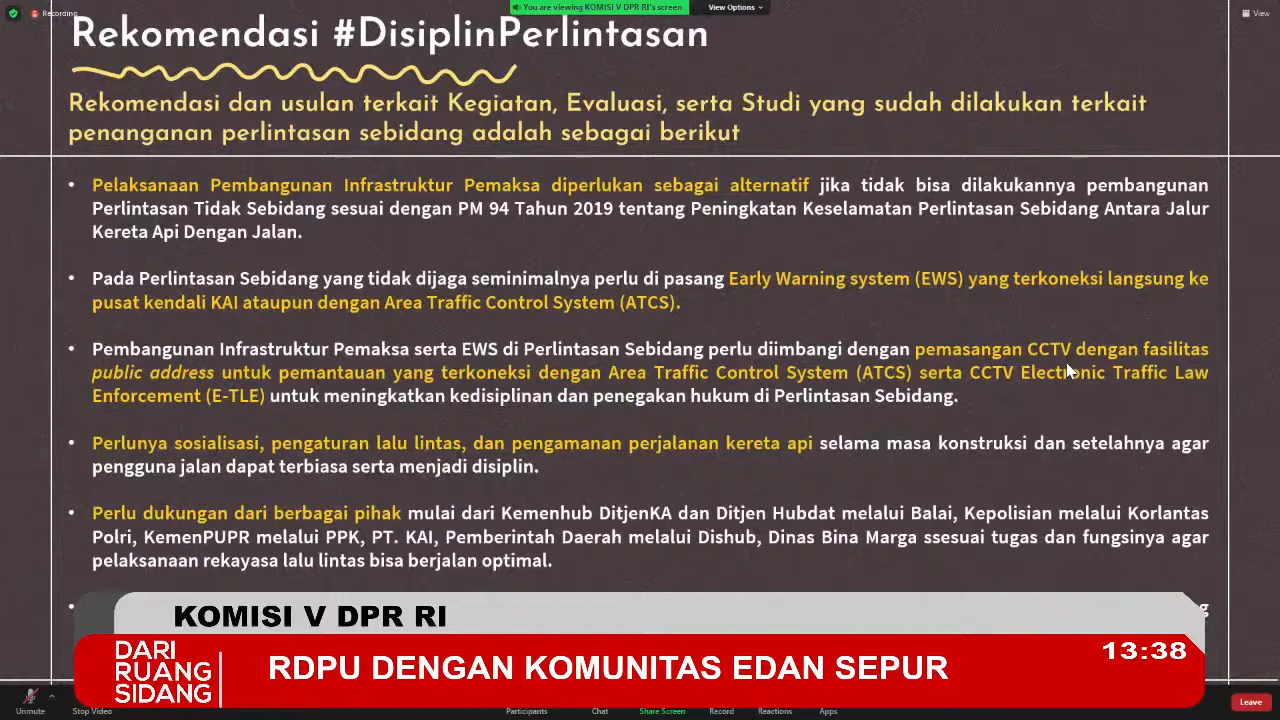 Recording
You are viewing KOMISI V DPR RI's screen
View Options
View
Rekomendasi #DisiplinPerlintasan
Rekomendasi dan usulan terkait Kegiatan, Evaluasi, serta Studi yang sudah dilakukan terkait
penanganan perlintasan sebidang adalah sebagai berikut
• Pelaksanaan Pembangunan Infrastruktur Pemaksa diperlukan sebagai alternatif jika tidak bisa dilakukannya pembangunan
Perlintasan Tidak Sebidang sesuai dengan PM 94 Tahun 2019 tentang Peningkatan Keselamatan Perlintasan Sebidang Antara Jalur
Kereta Api Dengan Jalan.
• Pada Perlintasan Sebidang yang tidak dijaga seminimalnya perlu di pasang Early Warning system (EWS) yang terkoneksi langsung ke
pusat kendali KAI ataupun dengan Area Traffic Control System (ATCS).
• Pembangunan Infrastruktur Pemaksa serta EWS di Perlintasan Sebidang perlu diimbangi dengan pemasangan CCTV dengan fasilitas
public address untuk pemantauan yang terkoneksi dengan Area Traffic Control System (ATCS) serta CCTV Electronic Traffic Law
Enforcement (E-TLE) untuk meningkatkan kedisiplinan dan penegakan hukum di Perlintasan Sebidang.
• Perlunya sosialisasi, pengaturan lalu lintas, dan pengamanan perjalanan kereta api selama masa konstruksi dan setelahnya agar
pengguna jalan dapat terbiasa serta menjadi disiplin.
• Perlu dukungan dari berbagai pihak mulai dari Kemenhub DitjenKA dan Ditjen Hubdat melalui Balai, Kepolisian melalui Korlantas
Polri, KemenPUPR melalui PPK, PT. KAI, Pemberintah Daerah melalui Dishub, Dinas Bina Marga ssesuai tugas dan fungsinya agar
pelaksanaan rekayasa lalu lintas bisa berjalan optimal.
KOMISI V DPR RI
DARI
RUANG
SIDANG
RDPU DENGAN KOMUNITAS EDAN SEPUR
13:38
Unmute
Stop Video
Participants
Chat
Share Screen
Record
Reactions
Apps
Leave